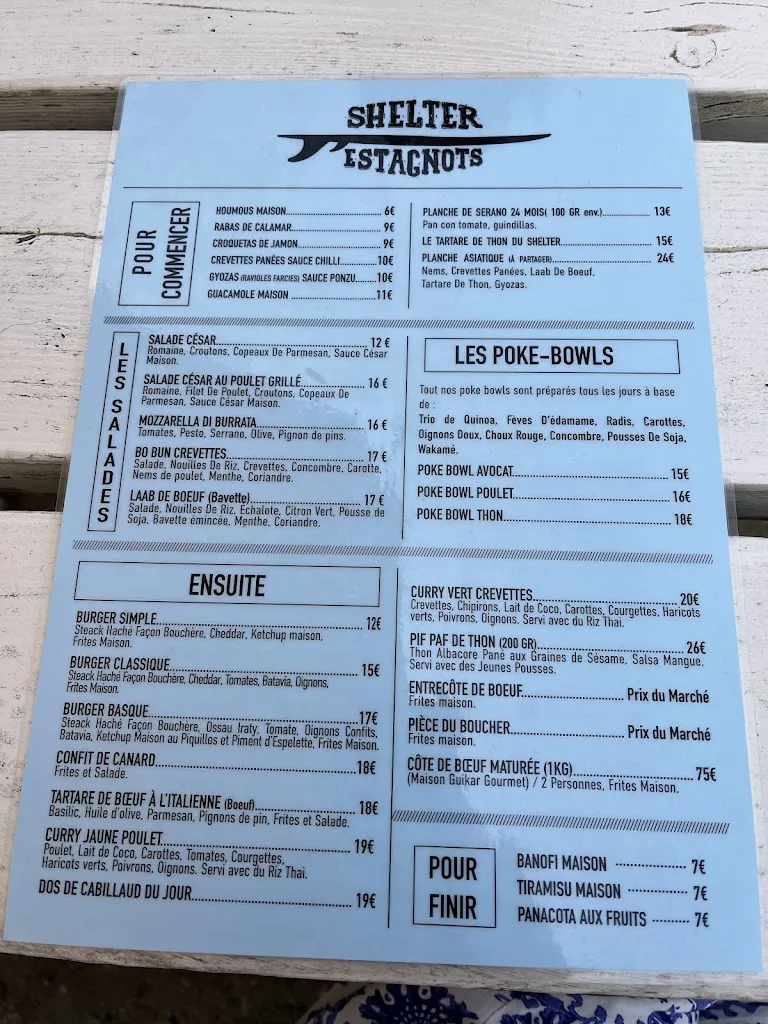 SHELTER
ESTAGNOTS
POUR
COMMENCER
HOUMOUS MAISON..........6€
RABAS DE CALAMAR..........9€
CROQUETAS DE JAMON..........9€
CREVETTES PANÉES SAUCE CHILLI..........10€
GYOZAS (RAVIOLES FARCIES) SAUCE PONZU..........10€
GUACAMOLE MAISON ..........11€
PLANCHE DE SERANO 24 MOIS( 100 GR env.)..........13€
Pan con tomate, guindillas.
LE TARTARE DE THON DU SHELTER..........15€
PLANCHE ASIATIQUE (À PARTAGER)..........24€
Nems, Crevettes Panées, Laab De Boeuf,
Tartare De Thon, Gyozas.
LES SALADES
SALADE CÉSAR..........12 €
Romaine, Croutons, Copeaux De Parmesan, Sauce César
Maison.
SALADE CÉSAR AU POULET GRILLÉ..........16 €
Romaine, Filet De Poulet, Croutons, Copeaux De
Parmesan, Sauce César Maison.
MOZZARELLA DI BURRATA..........16 €
Tomates, Pesto, Serrano, Olive, Pignon de pins.
BO BUN CREVETTES..........17 €
Salade, Nouilles De Riz, Crevettes, Concombre, Carotte,
Nems de poulet, Menthe, Coriandre.
LAAB DE BOEUF (Bavette)..........17 €
Salade, Nouilles De Riz, Echalote, Citron Vert, Pousse de
Soja, Bavette émincée, Menthe, Coriandre.
LES POKE-BOWLS
Tout nos poke bowls sont préparés tous les jours à base
de :
Trio de Quinoa, Fèves D'édamame, Radis, Carottes,
Oignons Doux, Choux Rouge, Concombre, Pousses De Soja,
Wakamé.
POKE BOWL AVOCAT..........15€
POKE BOWL POULET..........16€
POKE BOWL THON..........18€
ENSUITE
BURGER SIMPLE..........12€
Steack Haché Façon Bouchère, Cheddar, Ketchup maison,
Frites Maison.
BURGER CLASSIQUE..........15€
Steack Haché Façon Bouchère, Cheddar, Tomates, Batavia, Oignons,
Frites Maison.
BURGER BASQUE..........17€
Steack Haché Façon Bouchère, Ossau Iraty, Tomate, Oignons Confits,
Batavia, Ketchup Maison au Piquillos et Piment d'Espelette, Frites Maison.
CONFIT DE CANARD..........18€
Frites et Salade.
TARTARE DE BŒUF À L'ITALIENNE (Boeuf)..........18€
Basilic, Huile d'olive, Parmesan, Pignons de pin, Frites et Salade.
CURRY JAUNE POULET..........19€
Poulet, Lait de Coco, Carottes, Tomates, Courgettes,
Haricots verts, Poivrons, Oignons. Servi avec du Riz Thai.
DOS DE CABILLAUD DU JOUR..........19€
CURRY VERT CREVETTES..........20€
Crevettes, Chipirons, Lait de Coco, Carottes, Courgettes, Haricots
verts, Poivrons, Oignons. Servi avec du Riz Thai.
PIF PAF DE THON (200 GR)..........26€
Thon Albacore Pané aux Graines de Sésame, Salsa Mangue.
Servi avec des Jeunes Pousses.
ENTRECÔTE DE BOEUF..........Prix du Marché
Frites maison.
PIÈCE DU BOUCHER..........Prix du Marché
Frites maison.
CÔTE DE BŒUF MATURÉE (1KG)..........75€
(Maison Guikar Gourmet) / 2 Personnes, Frites Maison.
POUR
FINIR
BANOFI MAISON ..........7€
TIRAMISU MAISON ..........7€
PANACOTA AUX FRUITS ..........7€